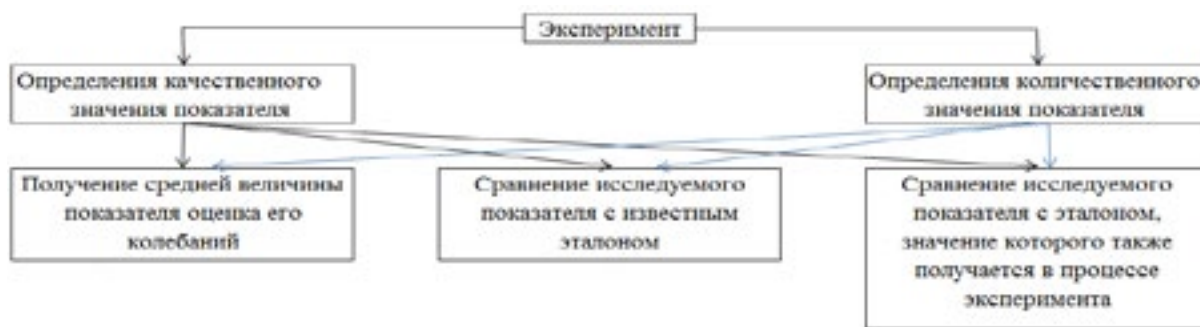 Эксперимент
Определения качественного
значения показателя
Определения количественного
значения показателя
Получение средней величины
показателя оценка его
колебаний
Сравнение исследуемого
показателя с известным
эталоном
Сравнение исследуемого
показателя с эталоном,
значение которого также
получается в процессе
эксперимента